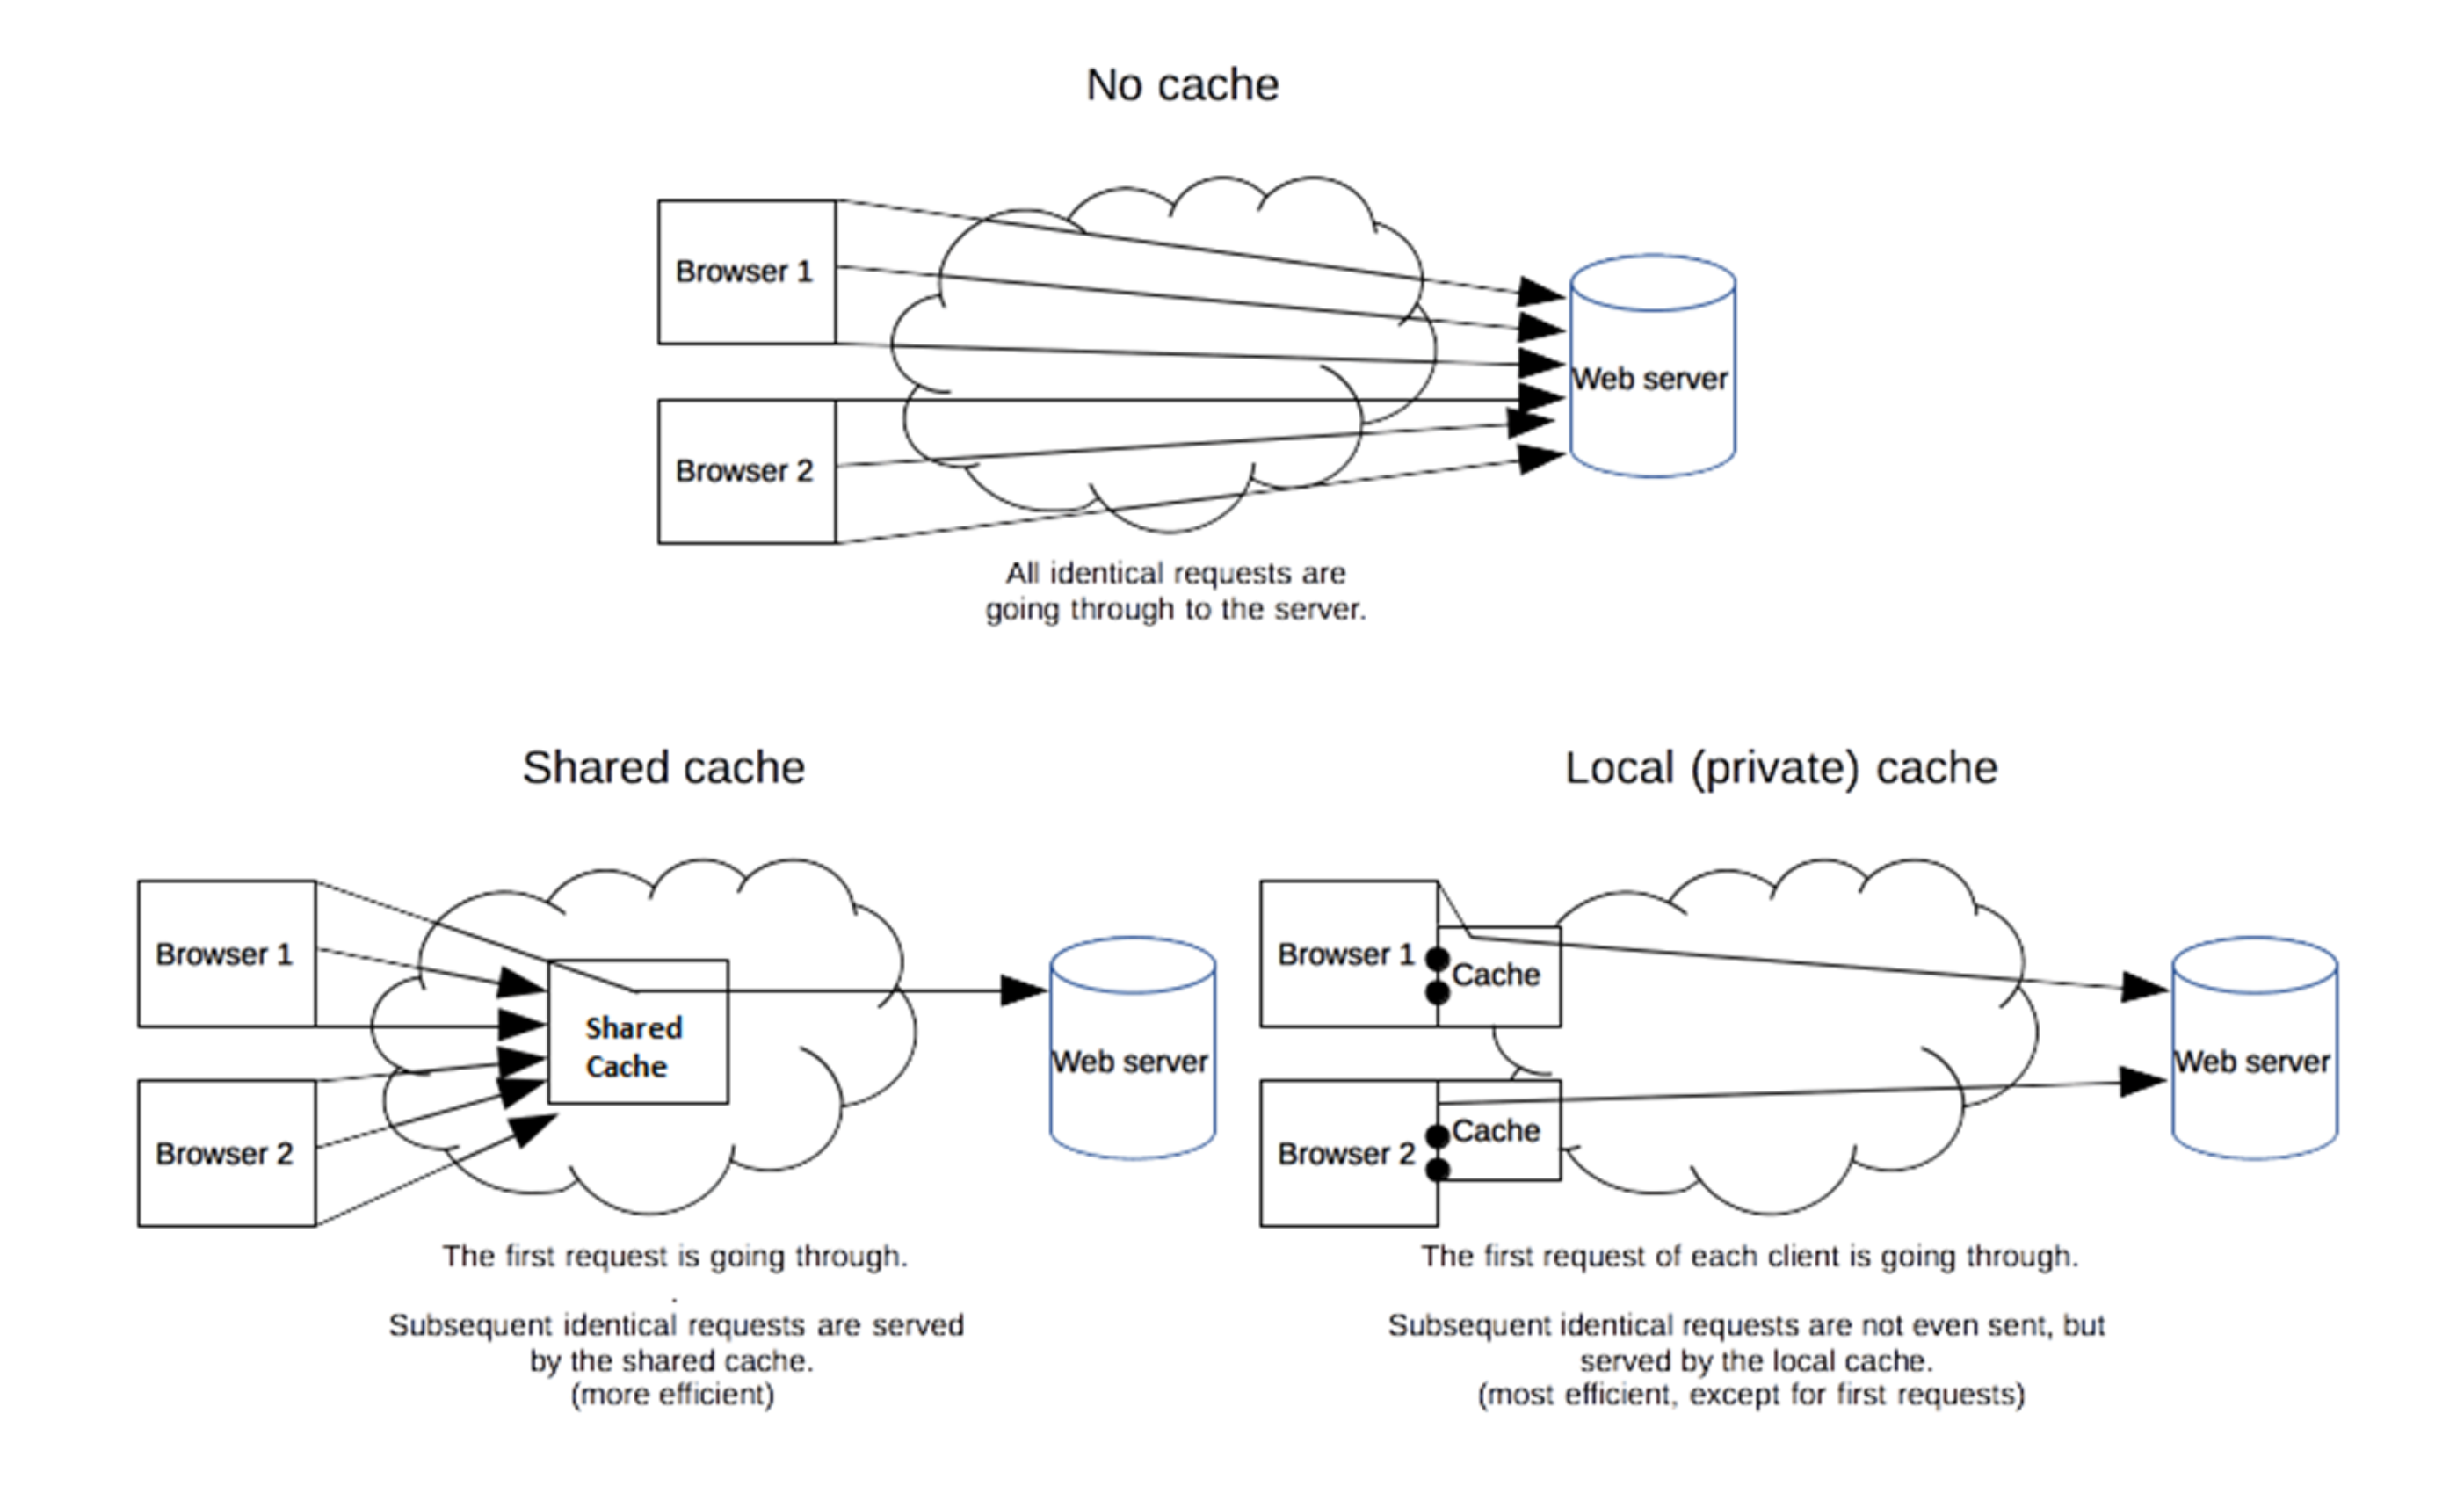 No cache
Browser 1
Web server
Browser 2
All identical requests are
going through to the server.
Shared cache
Browser 1
Shared
Cache
Web server
Browser 2
The first request is going through.
.
Subsequent identical requests are served
by the shared cache.
(more efficient)
Local (private) cache
Browser 1
Cache
Web server
Cache
Browser 2
The first request of each client is going through.
Subsequent identical requests are not even sent, but
served by the local cache.
(most efficient, except for first requests)